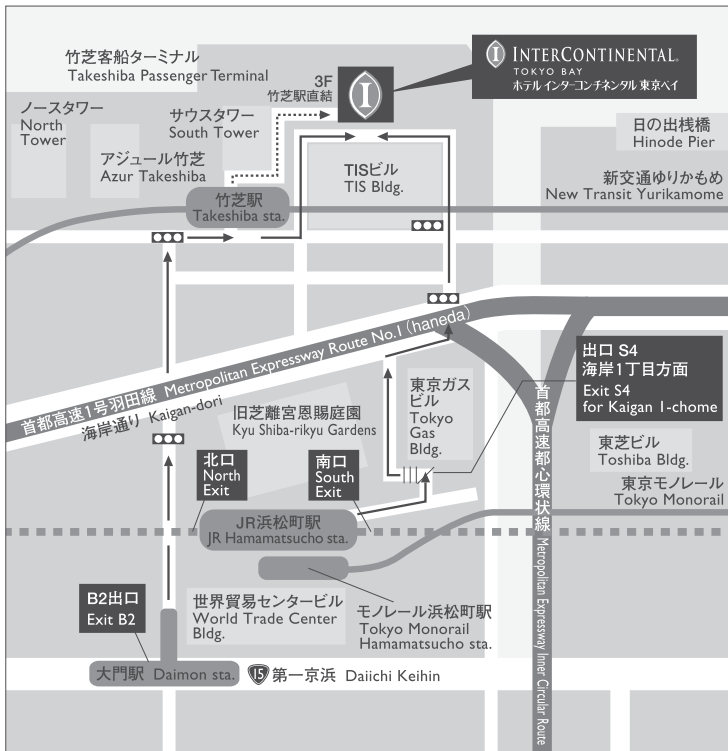 竹芝客船ターミナル
Takeshiba Passenger Terminal
3F
竹芝駅直結
INTERCONTINENTAL®
TOKYO BAY
ホテル インターコンチネンタル 東京ベイ
ノースタワー
North
Tower
サウスタワー
South Tower
アジュール竹芝
Azur Takeshiba
日の出桟橋
Hinode Pier
TISビル
TIS Bldg.
新交通ゆりかもめ
New Transit Yurikamome
竹芝駅
Takeshiba sta.
首都高速1号羽田線 Metropolitan Expressway Route No.1 (haneda)
海岸通り Kaigan-dori
出口 S4
海岸1丁目方面
Exit S4
for Kaigan 1-chome
東京ガス
ビル
Tokyo
Gas
Bldg.
旧芝離宮恩賜庭園
Kyu Shiba-rikyu Gardens
首都高速都心環状線 Metropolitan Expressway Inner Circular Route
東芝ビル
Toshiba Bldg.
東京モノレール
Tokyo Monorail
北口
North
Exit
南口
South
Exit
JR浜松町駅
JR Hamamatsucho sta.
B2出口
Exit B2
世界貿易センタービル
World Trade Center
Bldg.
モノレール浜松町駅
Tokyo Monorail
Hamamatsucho sta.
大門駅 Daimon sta.
15 第一京浜 Daiichi Keihin